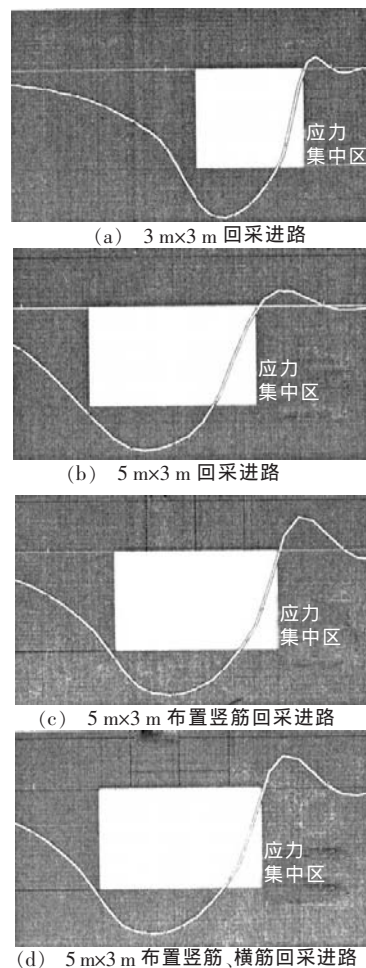 应力
集中区
(a) 3 m×3 m 回采进路
应力
集中区
(b) 5 m×3 m 回采进路
应力
集中区
(c) 5 m×3 m 布置竖筋回采进路
应力
集中区
(d) 5 m×3 m 布置竖筋、横筋回采进路